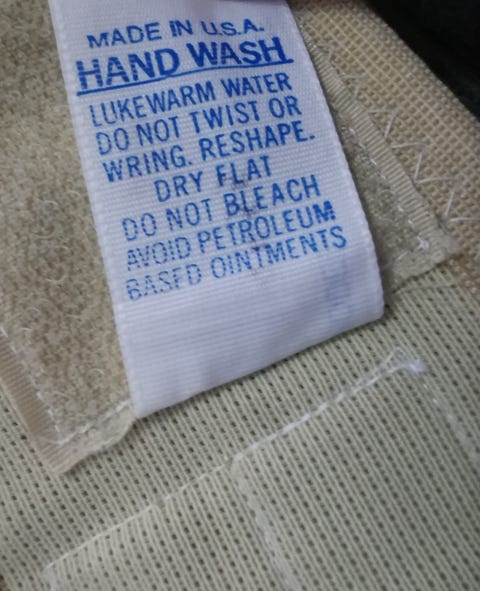 MADE IN U.S.A.
HAND WASH
LUKEWARM WATER
DO NOT TWIST OR
WRING. RESHAPE.
DRY FLAT
DO NOT BLEACH
AVOID PETROLEUM
BASED OINTMENTS